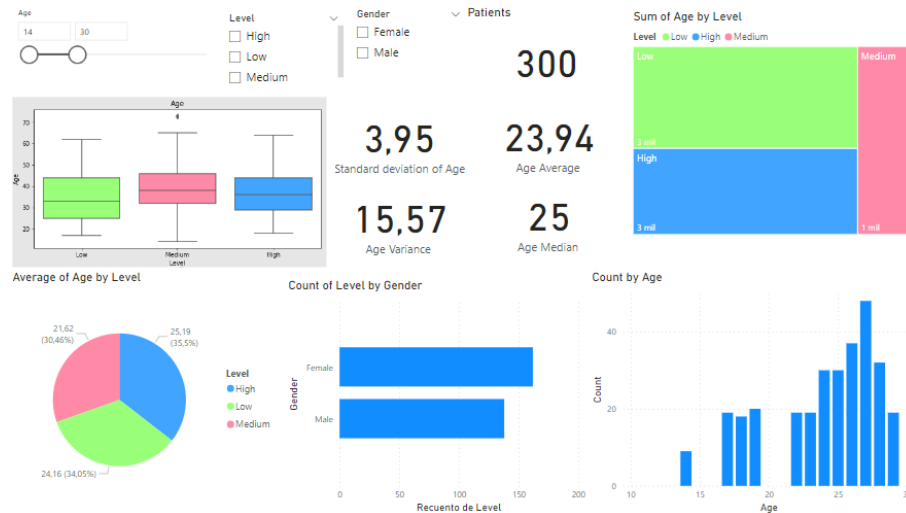 Age
14
30
Level
High
Low
Medium
Gender
Female
Male
Patients
300
3,95
Standard deviation of Age
23,94
Age Average
15,57
Age Variance
25
Age Median
Sum of Age by Level
Level Low High Medium
Low
3 mil
High
3 mil
Medium
1 mil
Age
70
60
50
40
30
20
Age
Low
Medium
High
Level
Average of Age by Level
21,62
(30,46%)
25,19
(35,5%)
24,16 (34,05%)
Level
High
Low
Medium
Count of Level by Gender
Gender
Female
Male
0
50
100
150
200
Recuento de Level
Count by Age
Count
40
20
0
10
15
20
25
Age